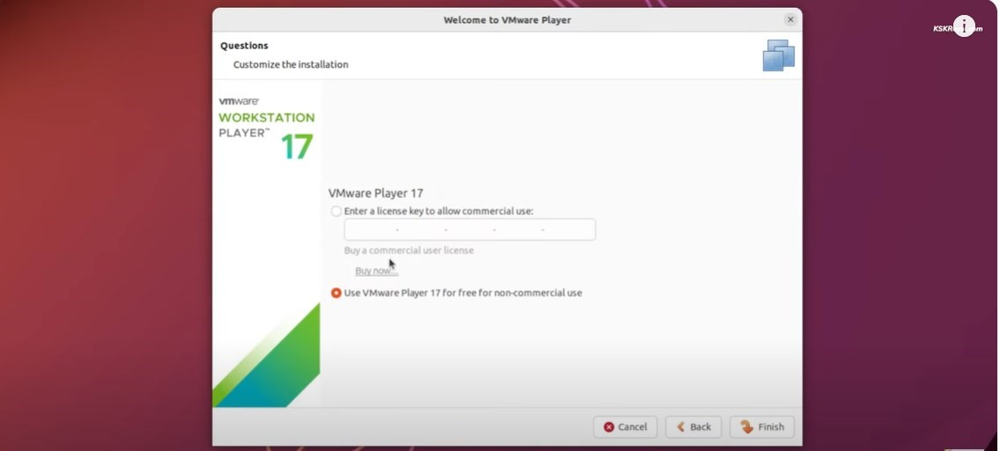 Welcome to VMware Player
Questions
Customize the installation
vmware
WORKSTATION
PLAYER™
17
VMware Player 17
Enter a license key to allow commercial use:
- - - -
Buy a commercial user license
Buy now...
Use VMware Player 17 for free for non-commercial use
Cancel
Back
Finish